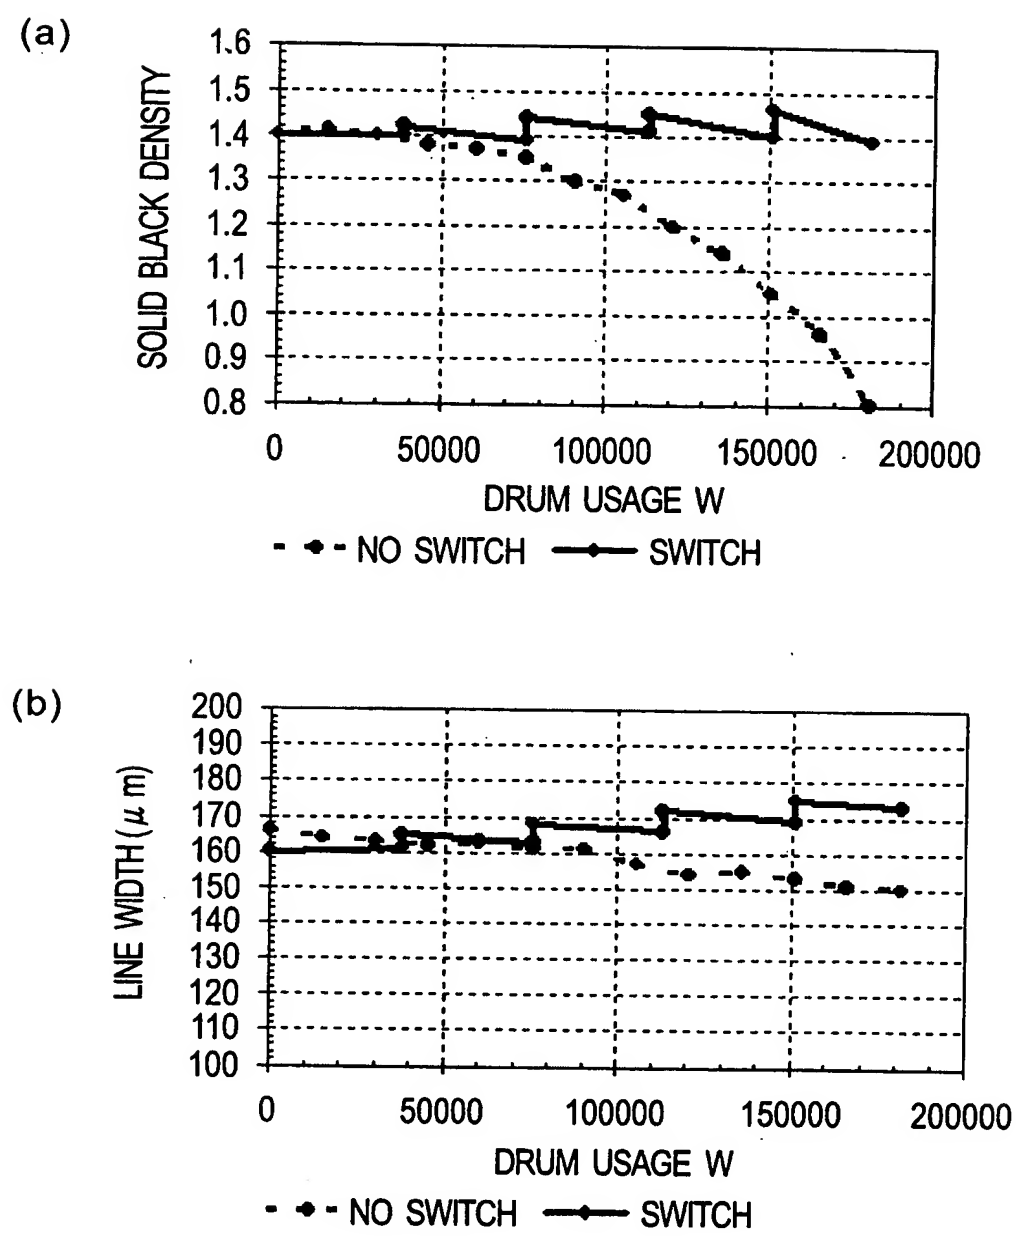 (a)
SOLID BLACK DENSITY
1.6
1.5
1.4
1.3
1.2
1.1
1.0
0.9
0.8
0 50000 100000 150000 200000
DRUM USAGE W
NO SWITCH SWITCH
(b)
LINE WIDTH (μm)
200
190
180
170
160
150
140
130
120
110
100
0 50000 100000 150000 200000
DRUM USAGE W
NO SWITCH SWITCH